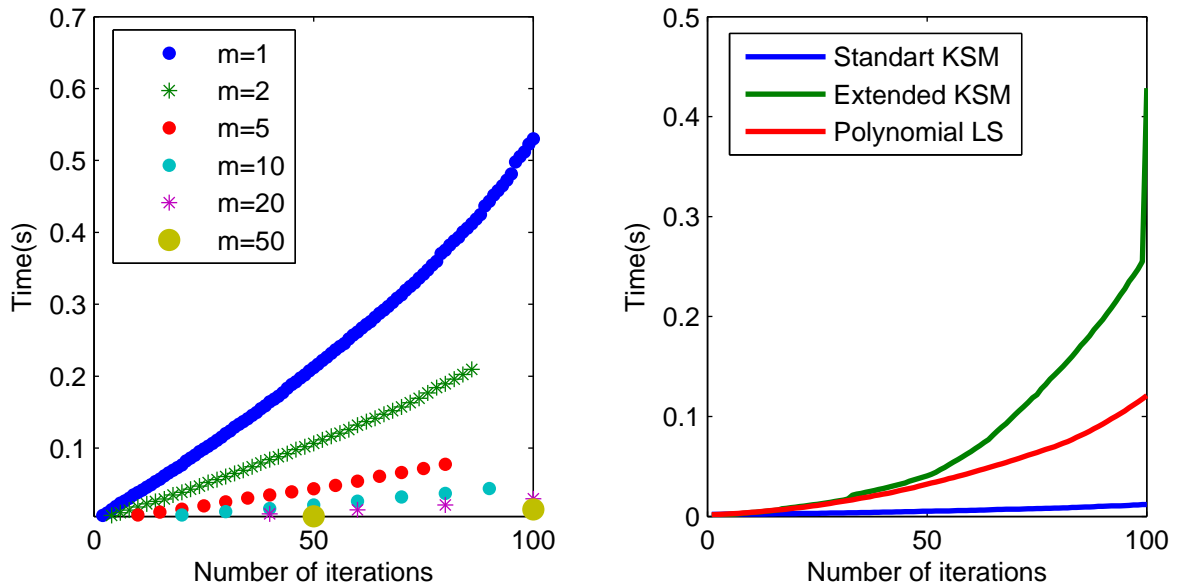 0.7
0.6
0.5
0.4
0.3
0.2
0.1
0
50
100
Time(s)
Number of iterations
m=1
m=2
m=5
m=10
m=20
m=50
0.5
0.4
0.3
0.2
0.1
0
0
50
100
Time(s)
Number of iterations
Standart KSM
Extended KSM
Polynomial LS